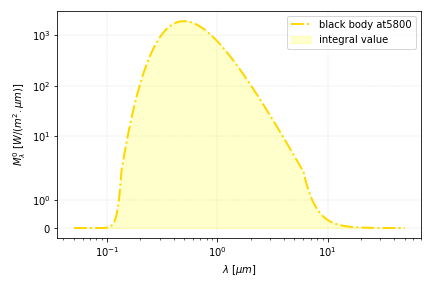 black body at5800
integral value
M⁰_λ [W/(m². μm)]
10³
10²
10¹
10⁰
0
10⁻¹
10⁰
10¹
λ [μm]